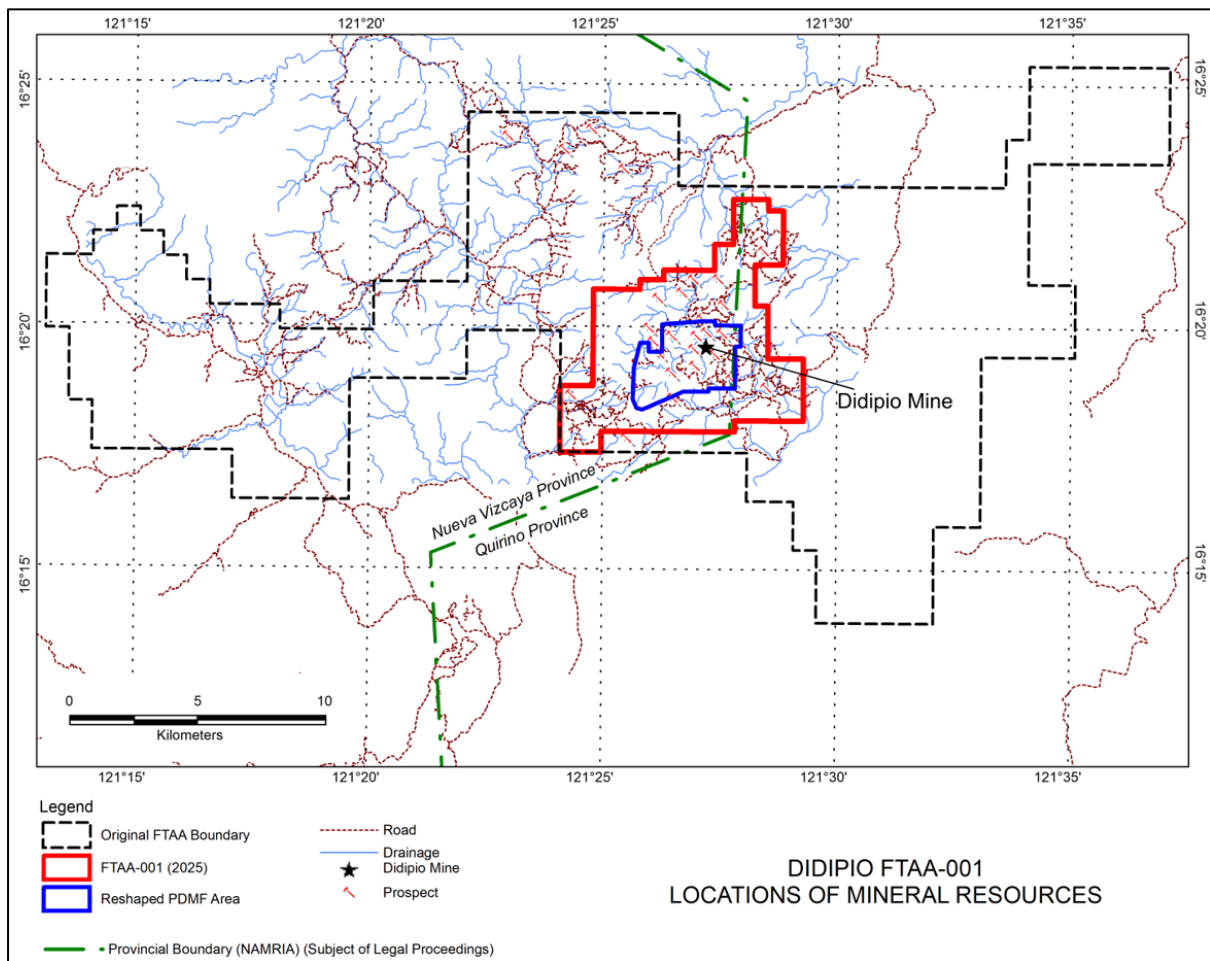 121°15' 121°20' 121°25' 121°30' 121°35'
16°25' 16°25'
16°20' 16°20'
Didipio Mine
Nueva Vizcaya Province
Quirino Province
16°15' 16°15'
0 5 10
Kilometers
121°15' 121°20' 121°25' 121°30' 121°35'
Legend
Original FTAA Boundary
FTAA-001 (2025)
Reshaped PDMF Area
Road
Drainage
Didipio Mine
Prospect
Provincial Boundary (NAMRIA) (Subject of Legal Proceedings)
DIDIPIO FTAA-001
LOCATIONS OF MINERAL RESOURCES